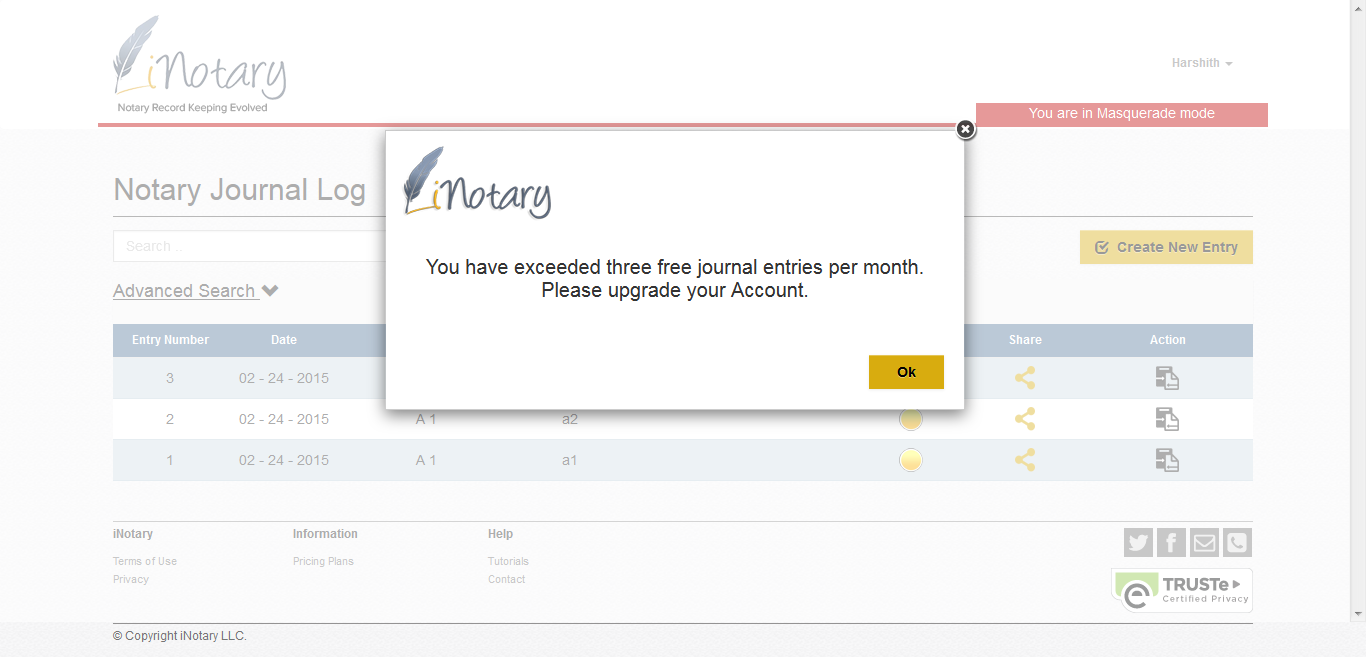 iNotary
Notary Record Keeping Evolved
Harshith
You are in Masquerade mode
iNotary
You have exceeded three free journal entries per month.
Please upgrade your Account.
Ok
Notary Journal Log
Search ..
Create New Entry
Advanced Search
Entry Number Date Share Action
3 02 - 24 - 2015
2 02 - 24 - 2015 A 1 a2
1 02 - 24 - 2015 A 1 a1
iNotary Information Help
Terms of Use Pricing Plans Tutorials
Privacy Contact
TRUSTe
Certified Privacy
© Copyright iNotary LLC.